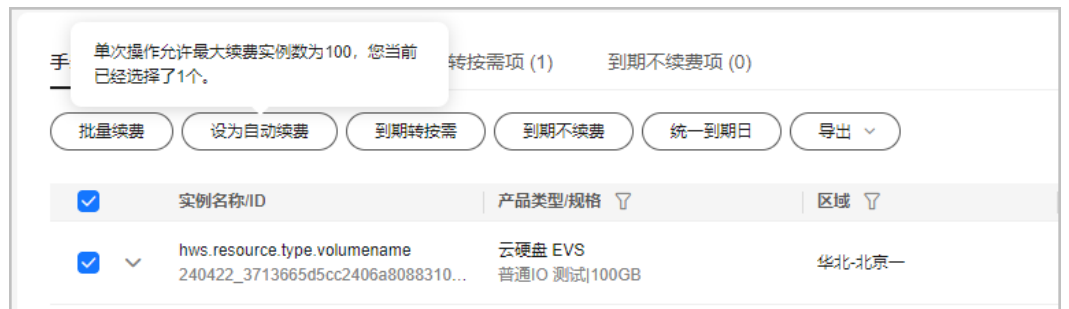 单次操作允许最大续费实例数为100，您当前
已经选择了1个。
手 转按需项 (1) 到期不续费项 (0)
批量续费 设为自动续费 到期转按需 到期不续费 统一到期日 导出
实例名称/ID 产品类型/规格 区域
hws.resource.type.volumename 云硬盘 EVS
240422_3713665d5cc2406a8088310... 普通IO 测试|100GB
华北-北京一